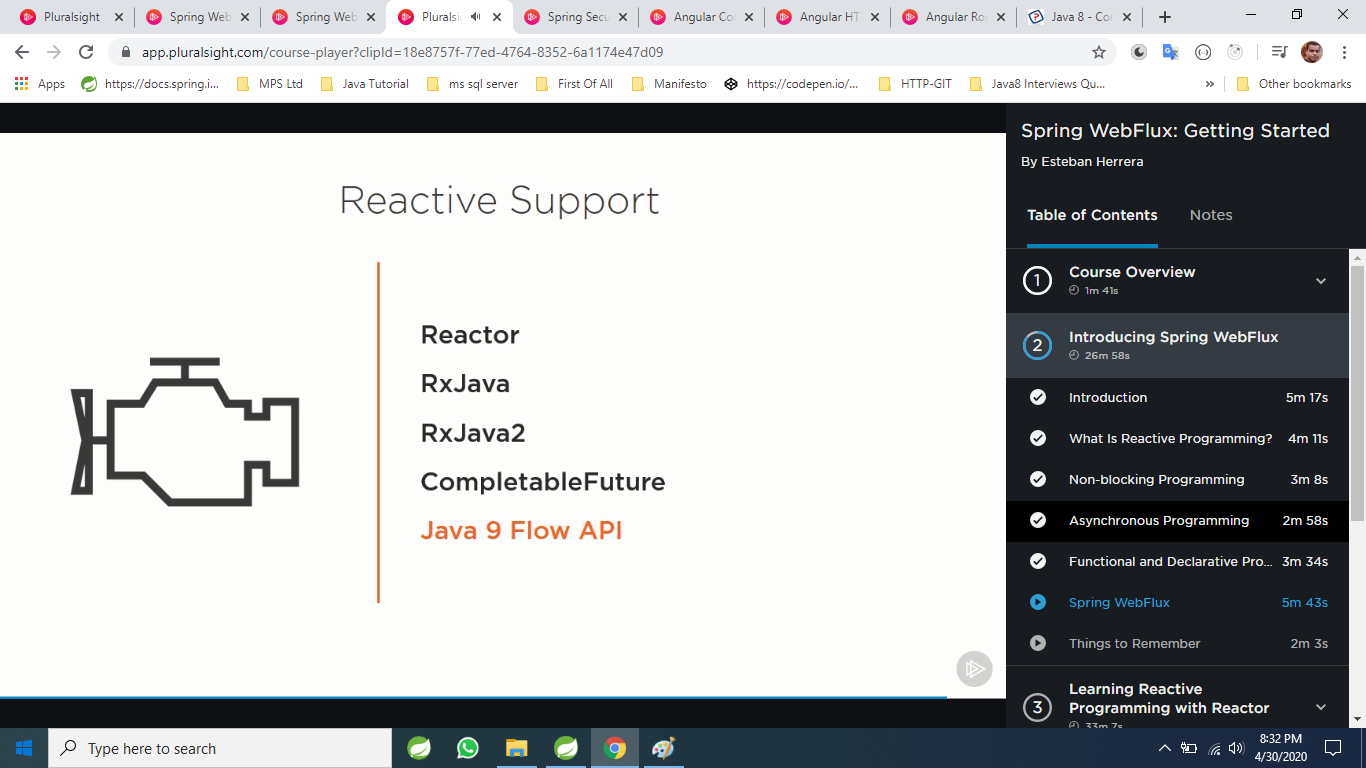 Pluralsight
Spring Web
Spring Web
Pluralsi
Spring Secu
Angular Co
Angular HT
Angular Rou
Java 8 - Cor
app.pluralsight.com/course-player?clipId=18e8757f-77ed-4764-8352-6a1174e47d09
Apps
https://docs.spring.i...
MPS Ltd
Java Tutorial
ms sql server
First Of All
Manifesto
https://codepen.io/...
HTTP-GIT
Java8 Interviews Qu...
»
Other bookmarks
Reactive Support
Reactor
RxJava
RxJava2
CompletableFuture
Java 9 Flow API
Spring WebFlux: Getting Started
By Esteban Herrera
Table of Contents
Notes
1
Course Overview
1m 41s
2
Introducing Spring WebFlux
26m 58s
Introduction 5m 17s
What Is Reactive Programming? 4m 11s
Non-blocking Programming 3m 8s
Asynchronous Programming 2m 58s
Functional and Declarative Pro... 3m 34s
Spring WebFlux 5m 43s
Things to Remember 2m 3s
3
Learning Reactive
Programming with Reactor
33m 7s
Type here to search
8:32 PM
4/30/2020